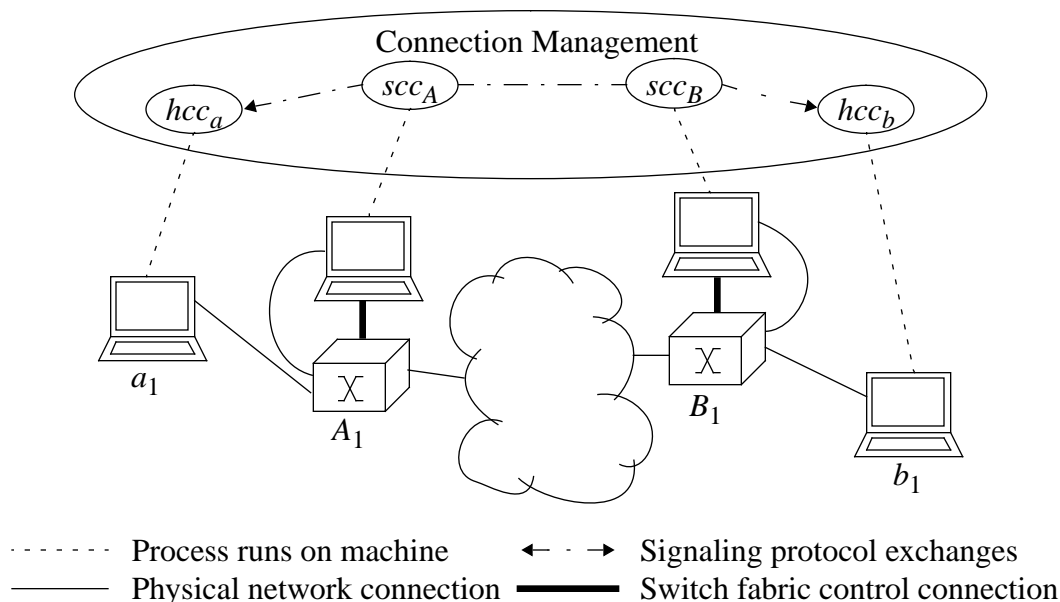 Connection Management
hcc_a
scc_A
scc_B
hcc_b
a_1
A_1
B_1
b_1
Process runs on machine
Signaling protocol exchanges
Physical network connection
Switch fabric control connection